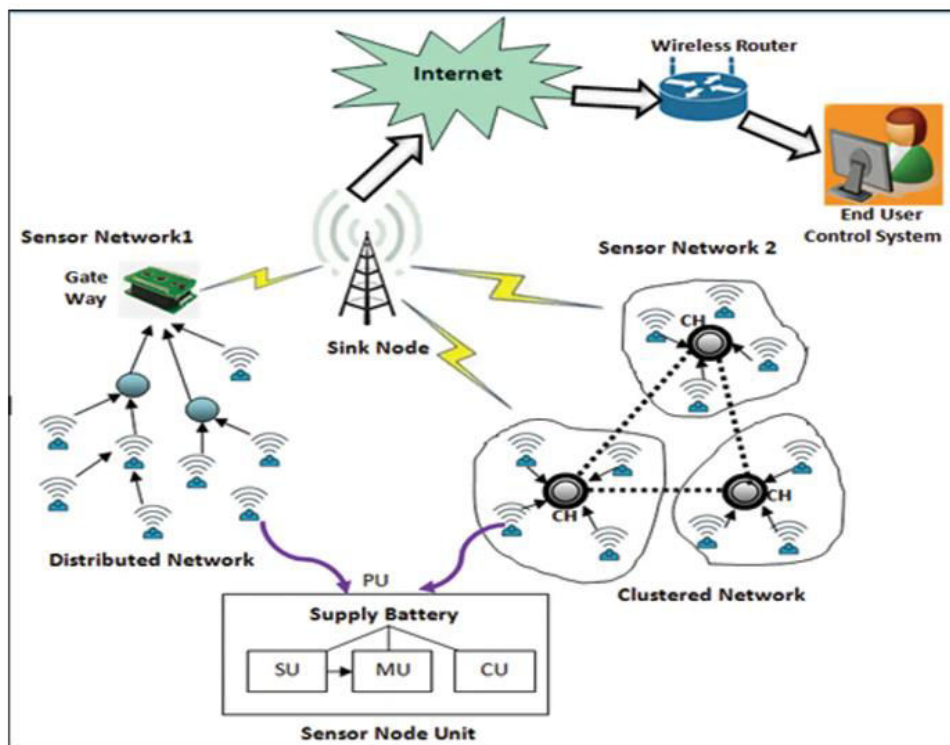 Wireless Router
Internet
End User
Control System
Sensor Network1
Sensor Network 2
Gate
Way
Sink Node
CH
CH
CH
Distributed Network
Clustered Network
PU
Supply Battery
SU
MU
CU
Sensor Node Unit